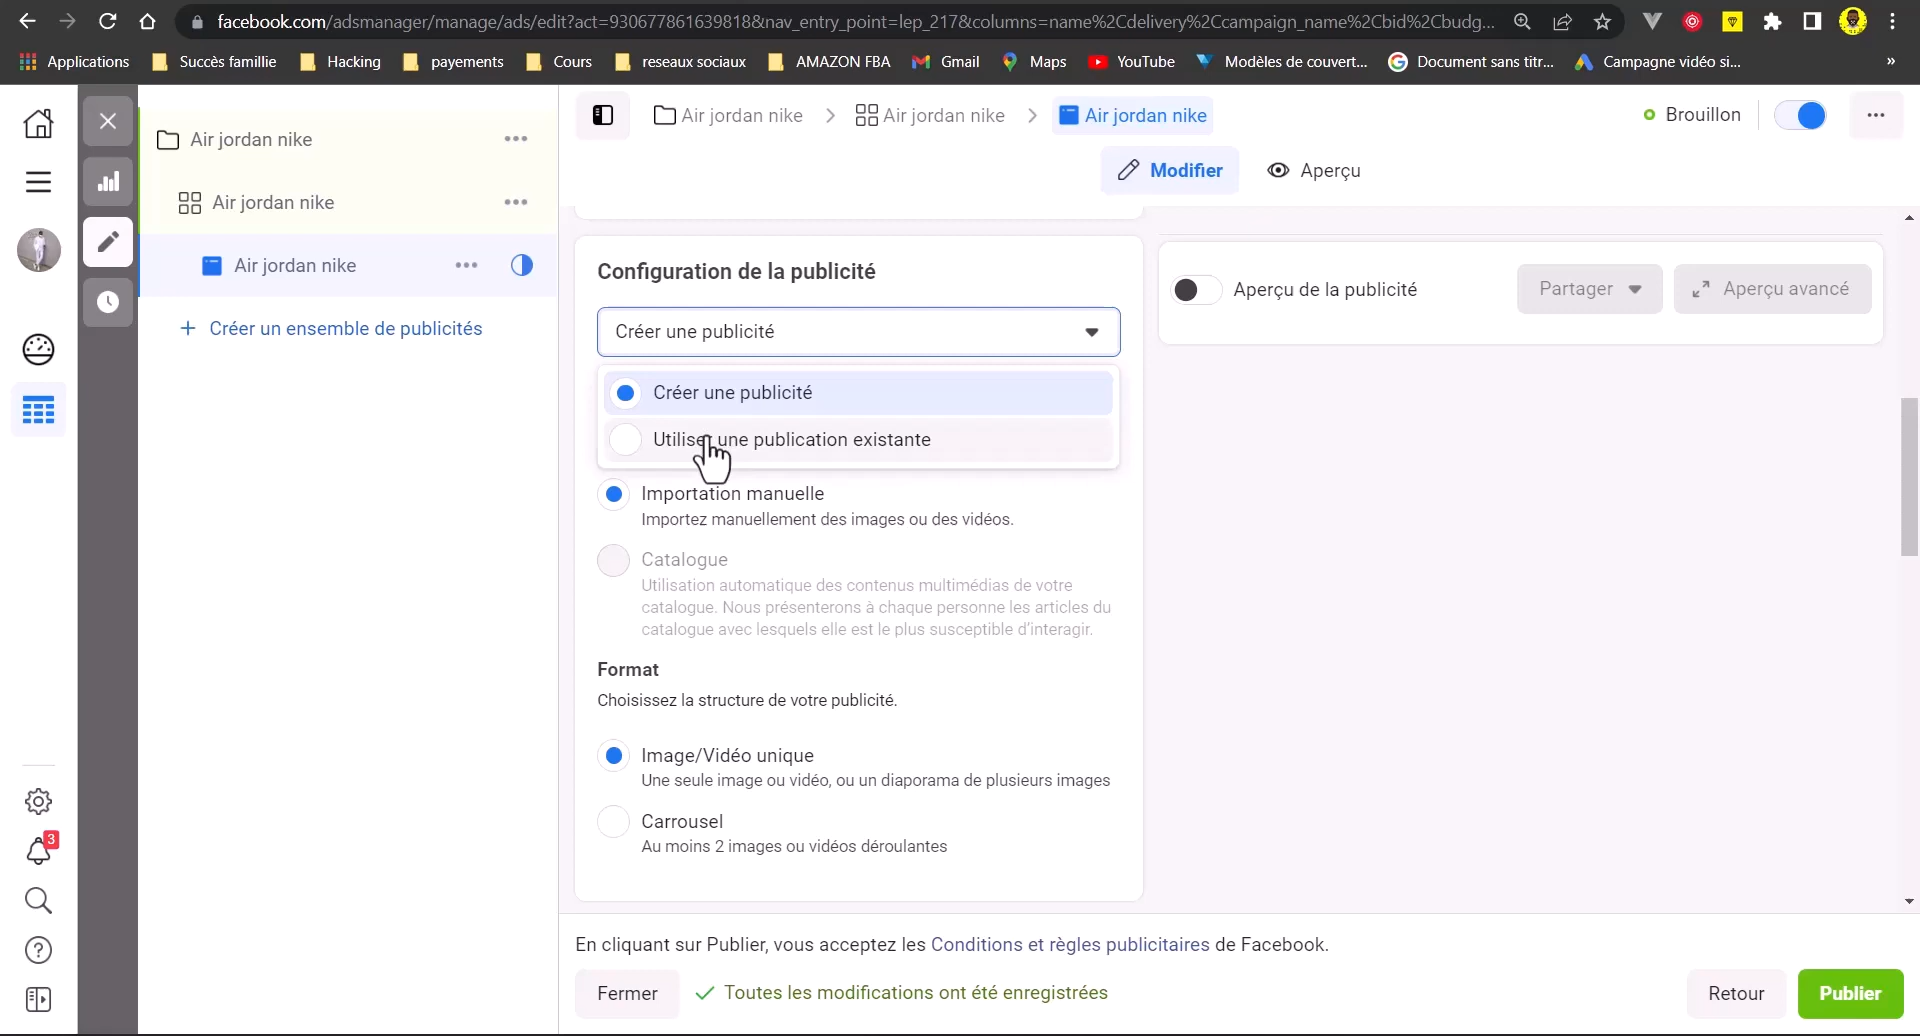 facebook.com/adsmanager/manage/ads/edit?act=930677861639818&nav_entry_point=lep_217&columns=name%2Cdelivery%2Ccampaign_name%2Cbid%2Cbudg...
Applications
Succès famillie
Hacking
payements
Cours
reseaux sociaux
AMAZON FBA
Gmail
Maps
YouTube
Modèles de couvert...
Document sans titr...
Campagne vidéo si...
»
Air jordan nike
Air jordan nike
Air jordan nike
+ Créer un ensemble de publicités
3
Air jordan nike > Air jordan nike > Air jordan nike
Brouillon
Modifier
Aperçu
Configuration de la publicité
Créer une publicité
Créer une publicité
Utiliser une publication existante
Importation manuelle
Importez manuellement des images ou des vidéos.
Catalogue
Utilisation automatique des contenus multimédias de votre
catalogue. Nous présenterons à chaque personne les articles du
catalogue avec lesquels elle est le plus susceptible d'interagir.
Format
Choisissez la structure de votre publicité.
Image/Vidéo unique
Une seule image ou vidéo, ou un diaporama de plusieurs images
Carrousel
Au moins 2 images ou vidéos déroulantes
Aperçu de la publicité
Partager
Aperçu avancé
En cliquant sur Publier, vous acceptez les Conditions et règles publicitaires de Facebook.
Fermer
Toutes les modifications ont été enregistrées
Retour
Publier